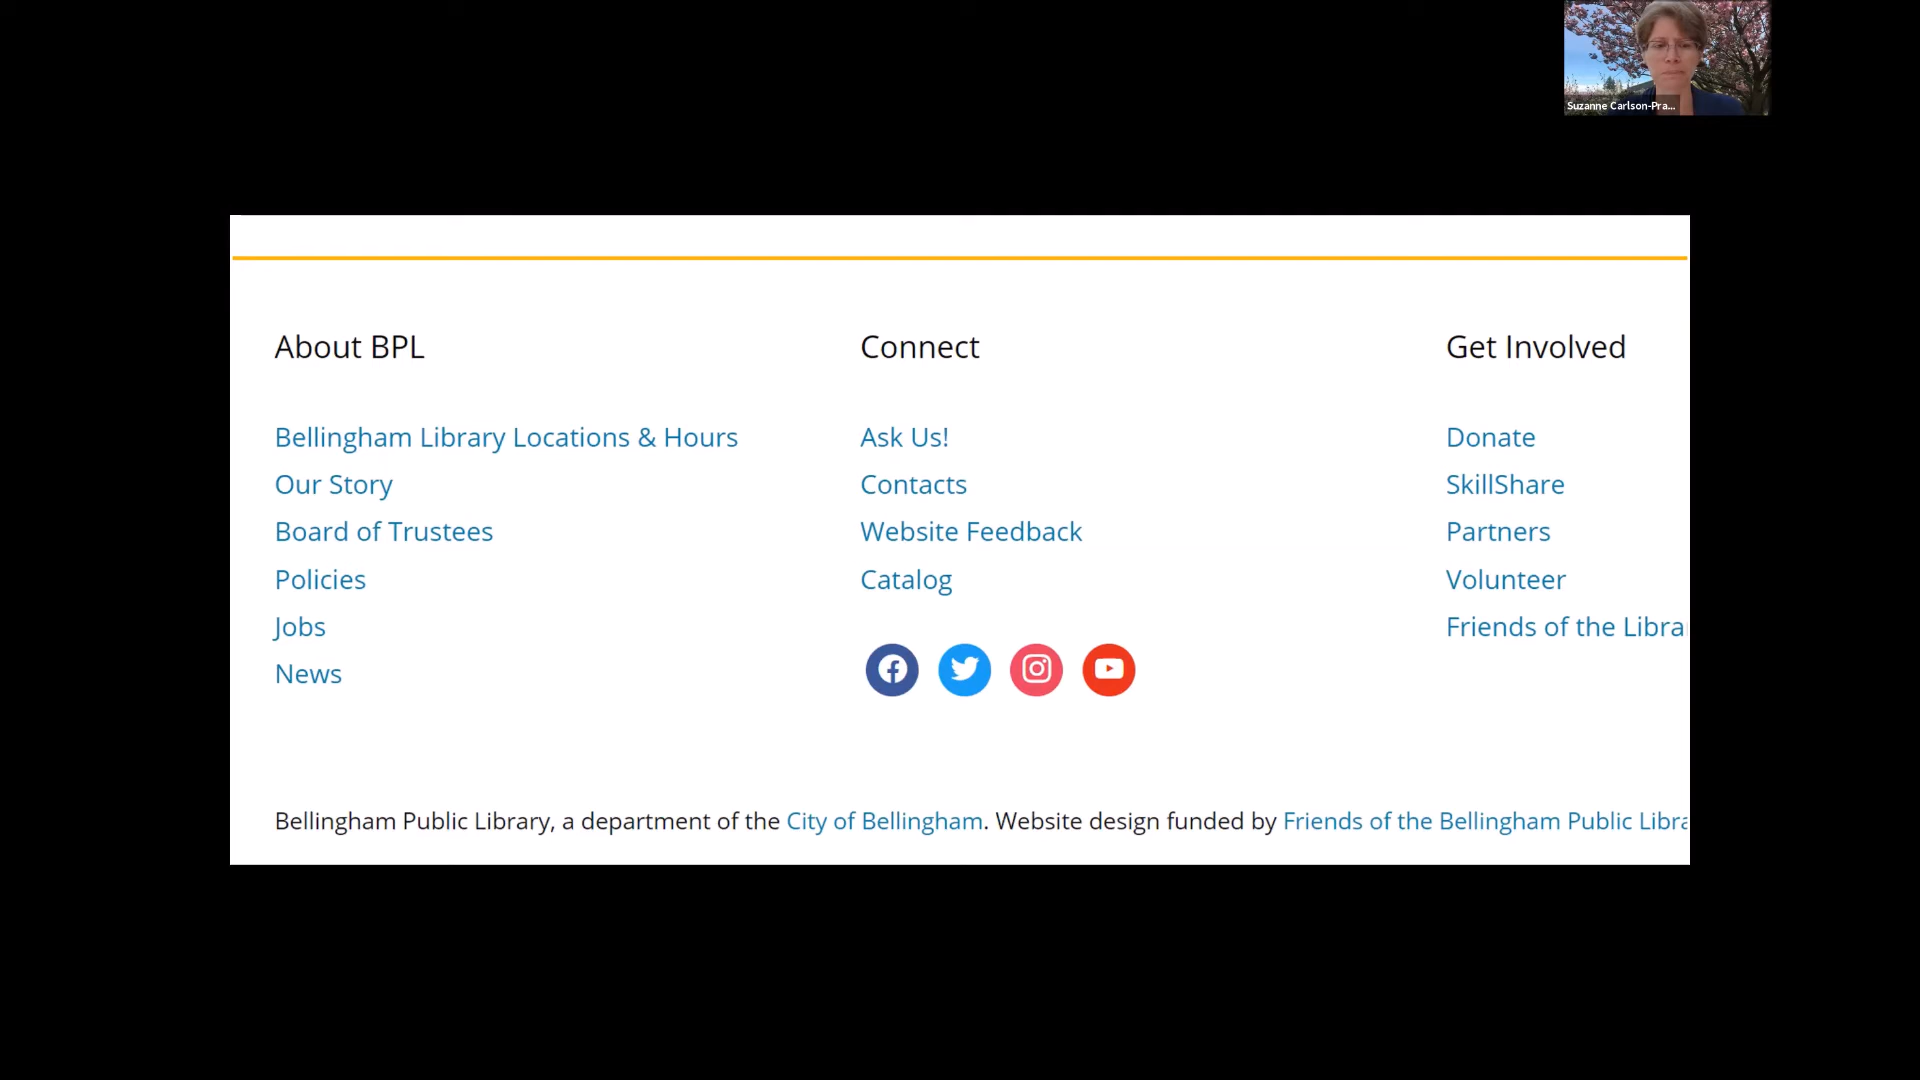 Suzanne Carlson-Pra...
About BPL
Bellingham Library Locations & Hours
Our Story
Board of Trustees
Policies
Jobs
News
Connect
Ask Us!
Contacts
Website Feedback
Catalog
Get Involved
Donate
SkillShare
Partners
Volunteer
Friends of the Libra
Bellingham Public Library, a department of the City of Bellingham. Website design funded by Friends of the Bellingham Public Libra